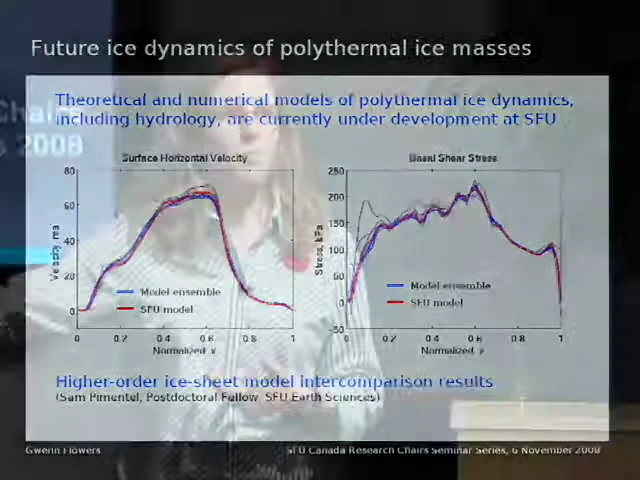 Future ice dynamics of polythermal ice masses
Theoretical and numerical models of polythermal ice dynamics,
including hydrology, are currently under development at SFU
Chai
s 2008
Surface Horizontal Velocity
Basal Shear Stress
80
60
40
20
0
Velocity, m/a
0 0.2 0.4 0.6 0.8 1
Normalized x
Model ensemble
SFU model
250
200
150
100
50
0
-50
Stress, kPa
0 0.2 0.4 0.6 0.8 1
Normalized x
Model ensemble
SFU model
Higher-order ice-sheet model intercomparison results
(Sam Pimentel, Postdoctoral Fellow, SFU Earth Sciences)
Gwenn Flowers
SFU Canada Research Chairs Seminar Series, 6 November 2008